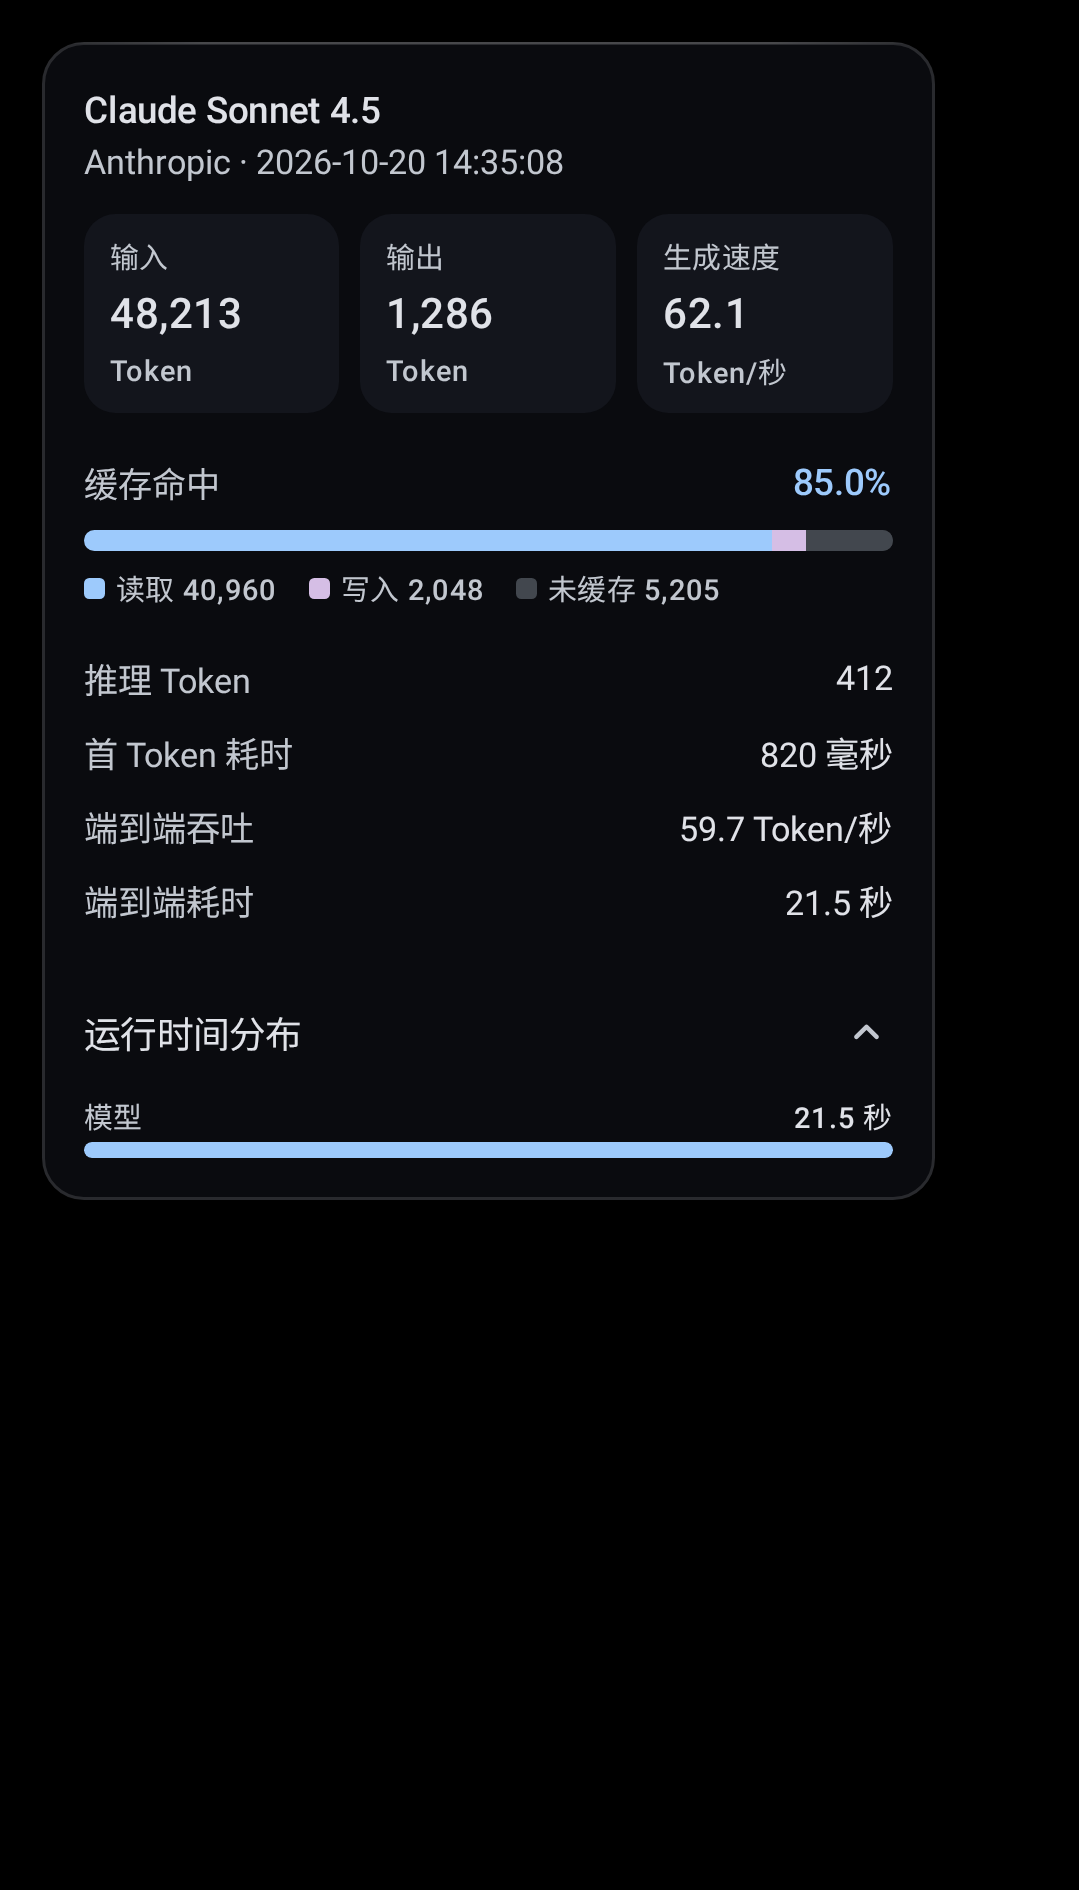 Claude Sonnet 4.5
Anthropic · 2026-10-20 14:35:08
输入 输出 生成速度
48,213 1,286 62.1
Token Token Token/秒
缓存命中 85.0%
读取 40,960 写入 2,048 未缓存 5,205
推理 Token 412
首 Token 耗时 820 毫秒
端到端吞吐 59.7 Token/秒
端到端耗时 21.5 秒
运行时间分布
模型 21.5 秒